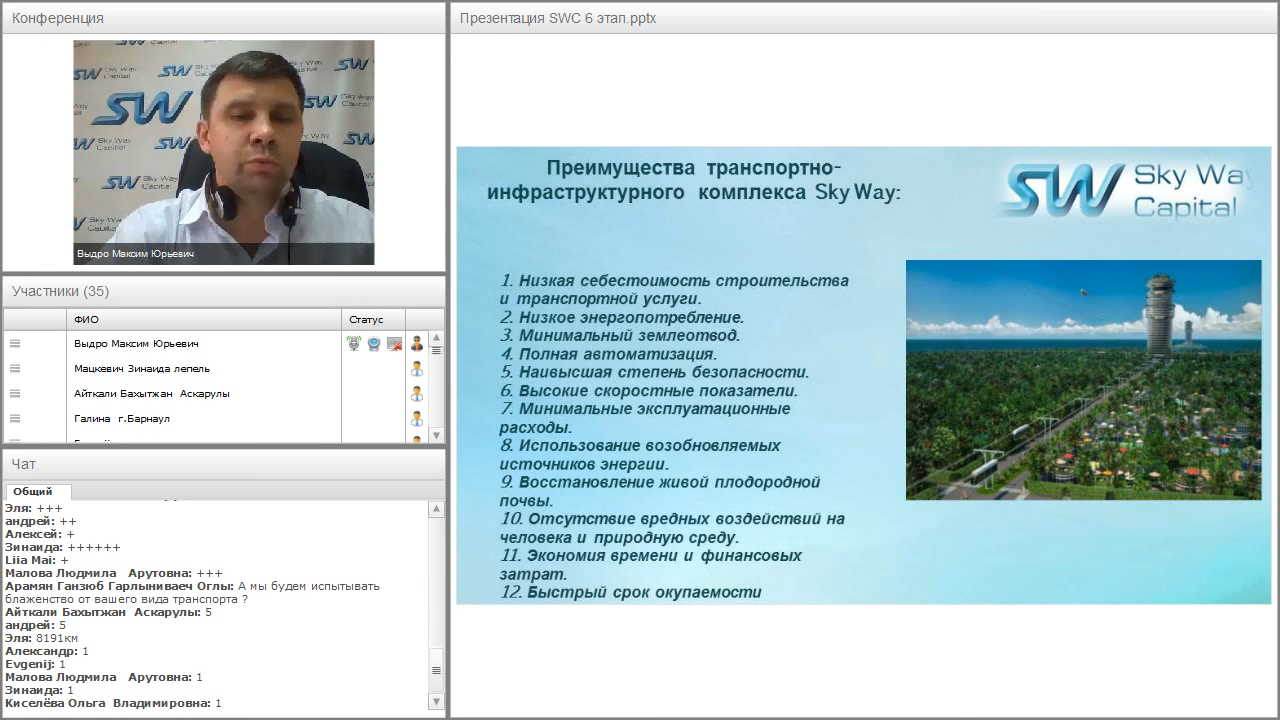 Конференция
SW Sky Way Capital
Выдро Максим Юрьевич
Участники (35)
ФИО Статус
Выдро Максим Юрьевич
Мацкевич Зинаида лепель
Айткали Бахытжан Аскарулы
Галина г.Барнаул
Чат
Общий
Эля: +++
андрей: ++
Алексей: +
Зинаида: ++++++
Liia Mai: +
Малова Людмила Арутовна: +++
Арамян Ганзюб Гарлыниваеч Оглы: А мы будем испытывать
блаженство от вашего вида транспорта ?
Айткали Бахытжан Аскарулы: 5
андрей: 5
Эля: 8191км
Александр: 1
Evgenij: 1
Малова Людмила Арутовна: 1
Зинаида: 1
Киселёва Ольга Владимировна: 1
Презентация SWC 6 этап.pptx
Преимущества транспортно-
инфраструктурного комплекса Sky Way:
SW Sky Way
Capital
1. Низкая себестоимость строительства
и транспортной услуги.
2. Низкое энергопотребление.
3. Минимальный землеотвод.
4. Полная автоматизация.
5. Наивысшая степень безопасности.
6. Высокие скоростные показатели.
7. Минимальные эксплуатационные
расходы.
8. Использование возобновляемых
источников энергии.
9. Восстановление живой плодородной
почвы.
10. Отсутствие вредных воздействий на
человека и природную среду.
11. Экономия времени и финансовых
затрат.
12. Быстрый срок окупаемости